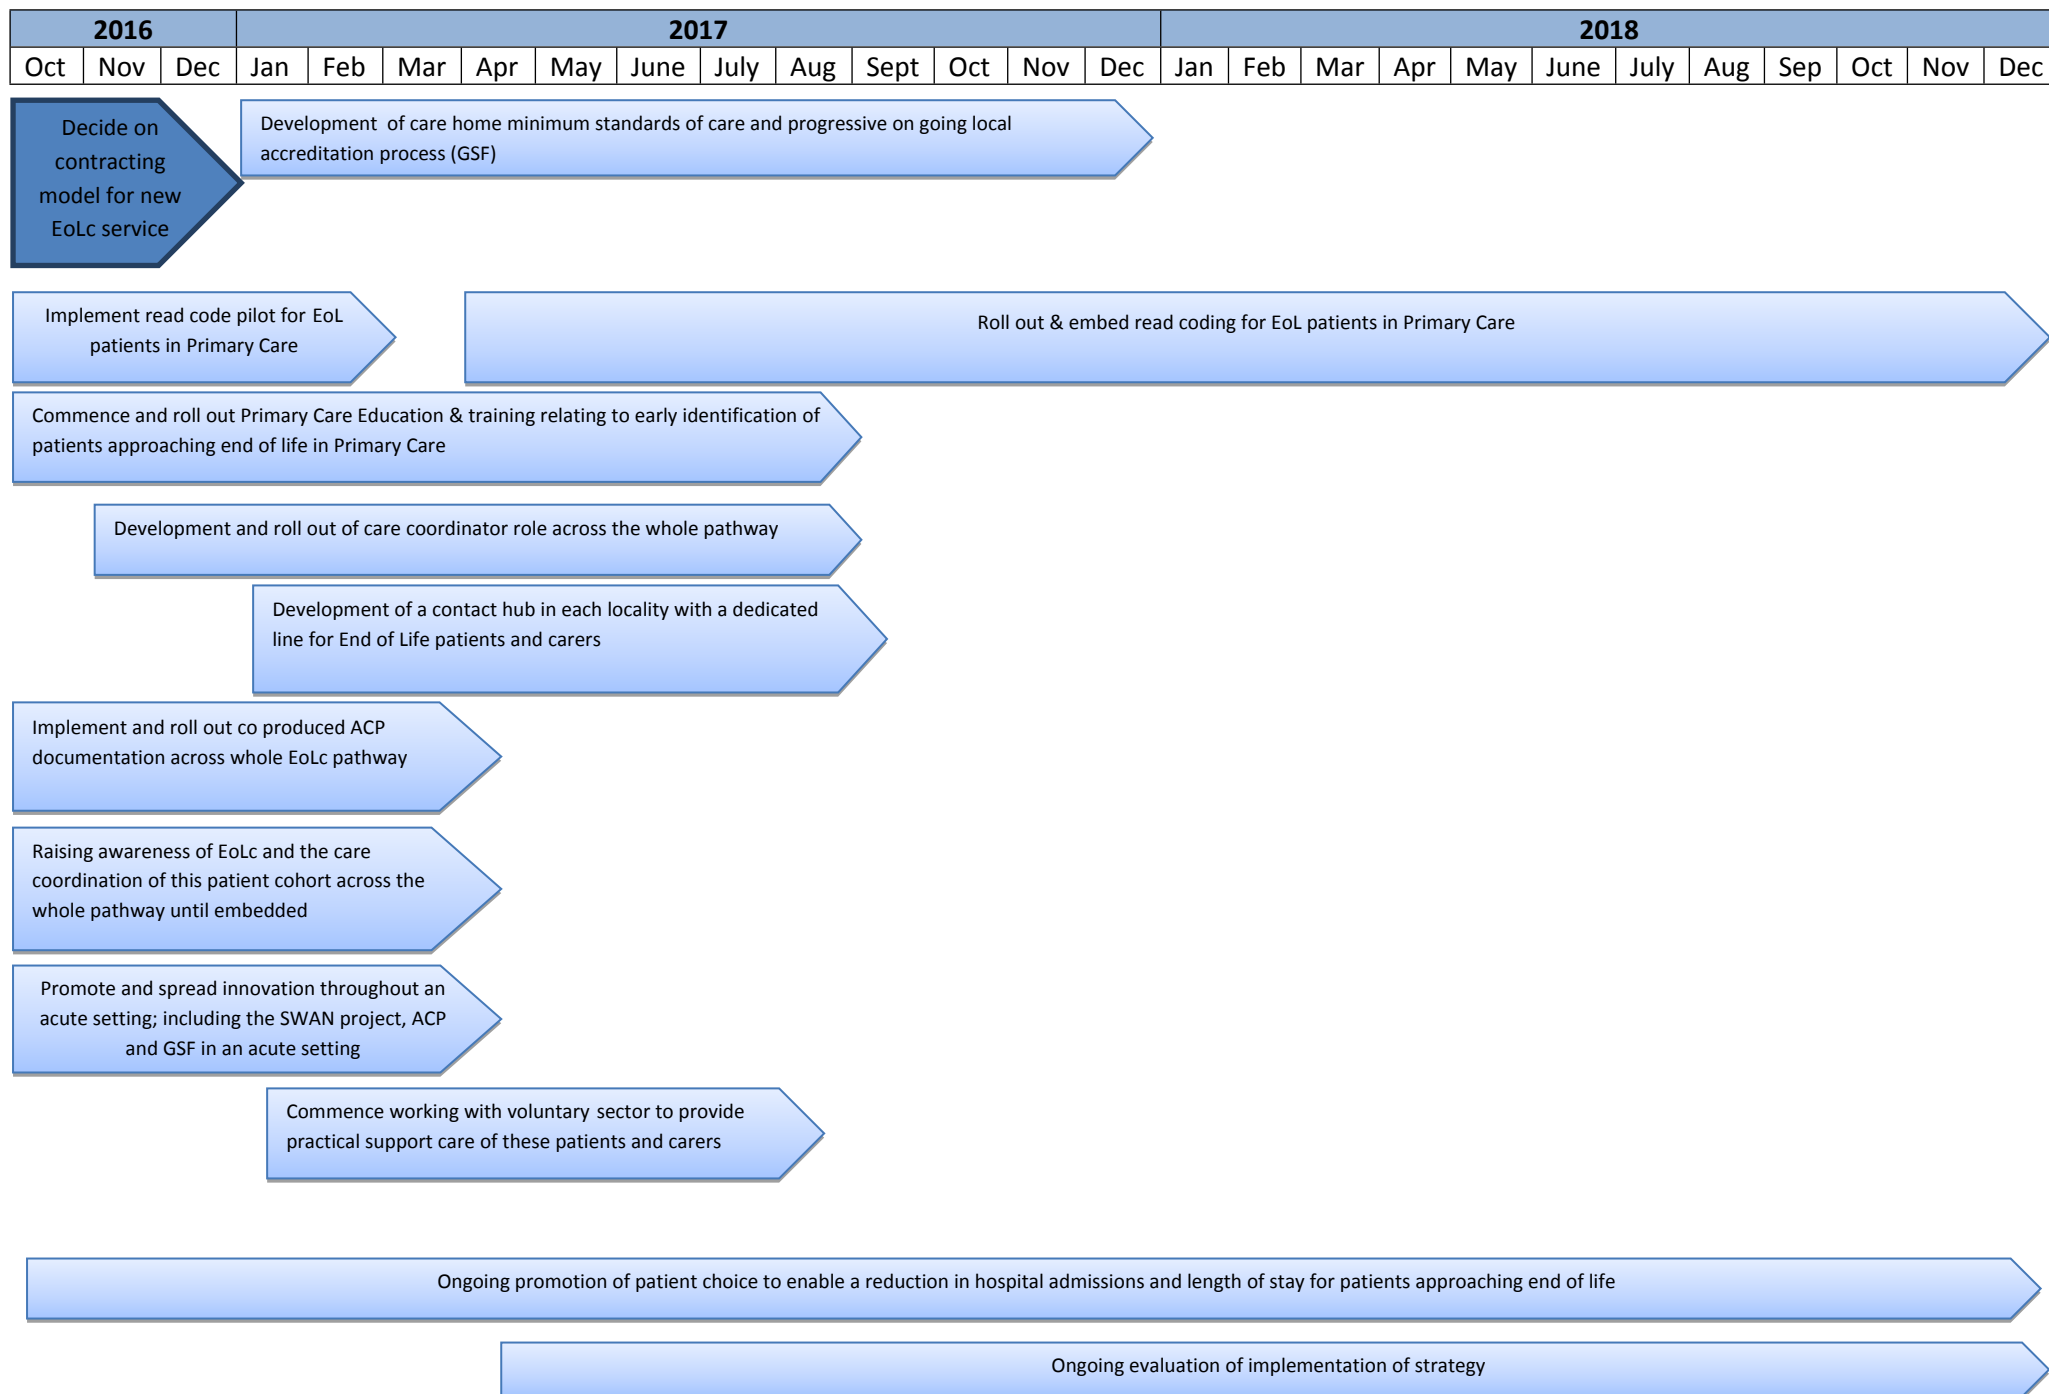 2016 2017 2018
Oct Nov Dec Jan Feb Mar Apr May June July Aug Sept Oct Nov Dec Jan Feb Mar Apr May June July Aug Sep Oct Nov Dec
Decide on
contracting
model for new
EoLc service
Development of care home minimum standards of care and progressive on going local
accreditation process (GSF)
Implement read code pilot for EoL
patients in Primary Care
Roll out & embed read coding for EoL patients in Primary Care
Commence and roll out Primary Care Education & training relating to early identification of
patients approaching end of life in Primary Care
Development and roll out of care coordinator role across the whole pathway
Development of a contact hub in each locality with a dedicated
line for End of Life patients and carers
Implement and roll out co produced ACP
documentation across whole EoLc pathway
Raising awareness of EoLc and the care
coordination of this patient cohort across the
whole pathway until embedded
Promote and spread innovation throughout an
acute setting; including the SWAN project, ACP
and GSF in an acute setting
Commence working with voluntary sector to provide
practical support care of these patients and carers
Ongoing promotion of patient choice to enable a reduction in hospital admissions and length of stay for patients approaching end of life
Ongoing evaluation of implementation of strategy